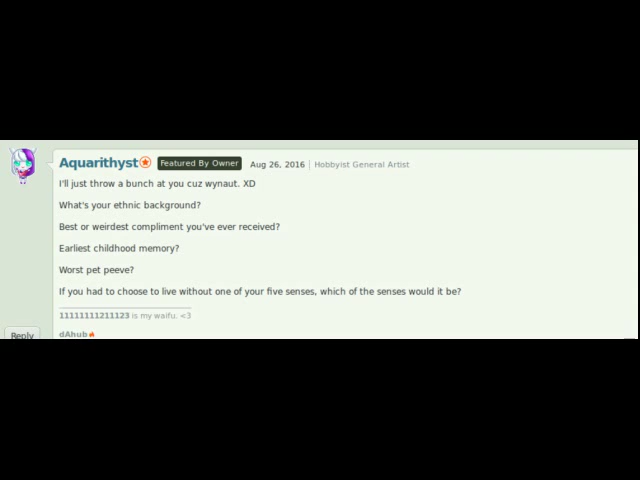 Aquarithyst Featured By Owner Aug 26, 2016 Hobbyist General Artist
I'll just throw a bunch at you cuz wynaut. XD
What's your ethnic background?
Best or weirdest compliment you've ever received?
Earliest childhood memory?
Worst pet peeve?
If you had to choose to live without one of your five senses, which of the senses would it be?
11111111211123 is my waifu. <3
dAhub
Reply